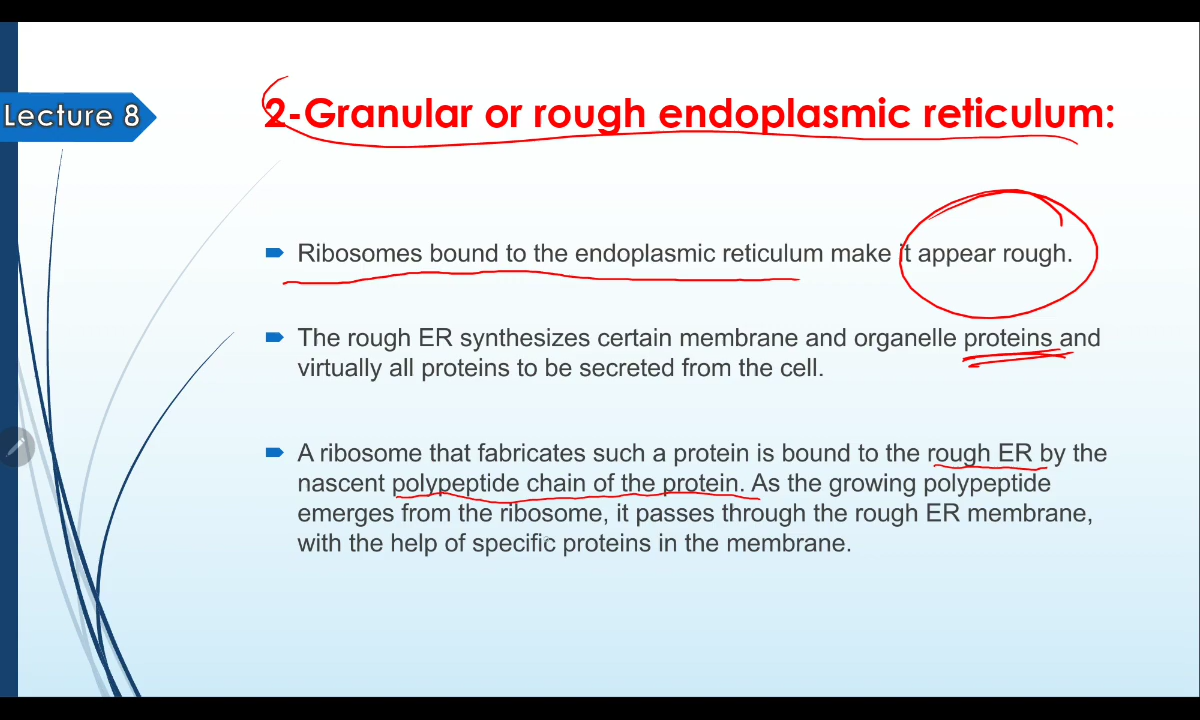 Lecture 8
2-Granular or rough endoplasmic reticulum:
Ribosomes bound to the endoplasmic reticulum make it appear rough.
The rough ER synthesizes certain membrane and organelle proteins and
virtually all proteins to be secreted from the cell.
A ribosome that fabricates such a protein is bound to the rough ER by the
nascent polypeptide chain of the protein. As the growing polypeptide
emerges from the ribosome, it passes through the rough ER membrane,
with the help of specific proteins in the membrane.